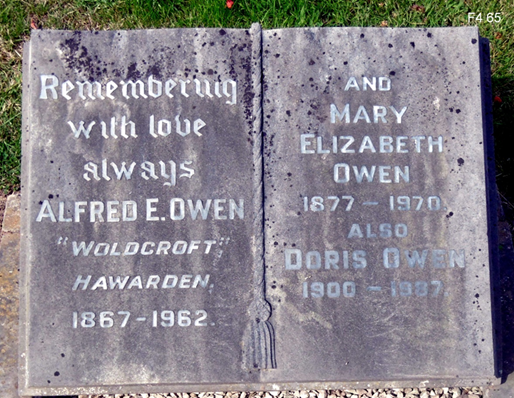 F4 65
Remembering
with love
always
ALFRED E. OWEN
"WOLDCROFT",
HAWARDEN.
1867-1962.
AND
MARY
ELIZABETH
OWEN
1877 - 1970.
ALSO
DORIS OWEN
1900 - 1987